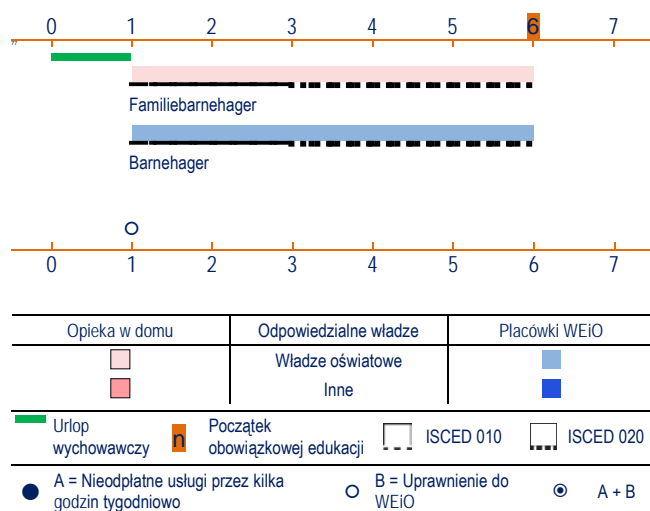 0 1 2 3 4 5 6 7
„
Familiebarnehager
Barnehager
0 1 2 3 4 5 6 7
Opieka w domu Odpowiedzialne władze Placówki WEiO
Władze oświatowe
Inne
Urlop
wychowawczy
n
Początek
obowiązkowej edukacji
ISCED 010
ISCED 020
A = Nieodpłatne usługi przez kilka
godzin tygodniowo
B = Uprawnienie do
WEiO
A + B